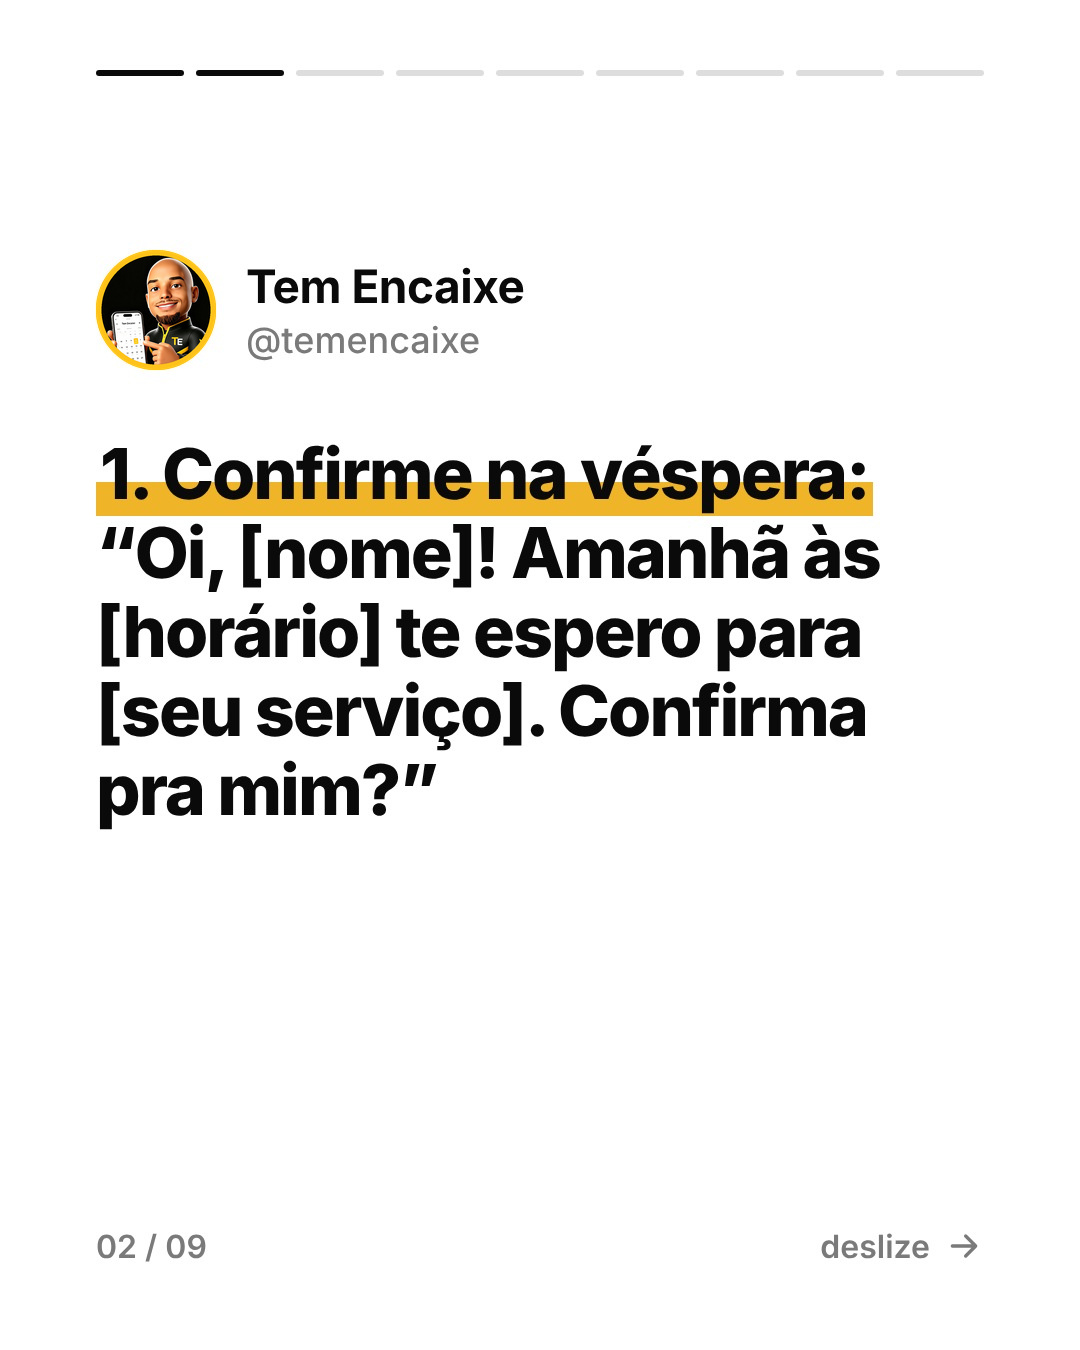 Tem Encaixe
@temencaixe
TE
1. Confirme na véspera:
“Oi, [nome]! Amanhã às
[horário] te espero para
[seu serviço]. Confirma
pra mim?”
02 / 09
deslize →